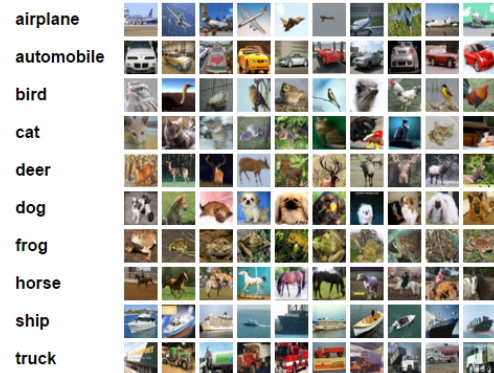 airplane
automobile
bird
cat
deer
dog
frog
horse
ship
truck